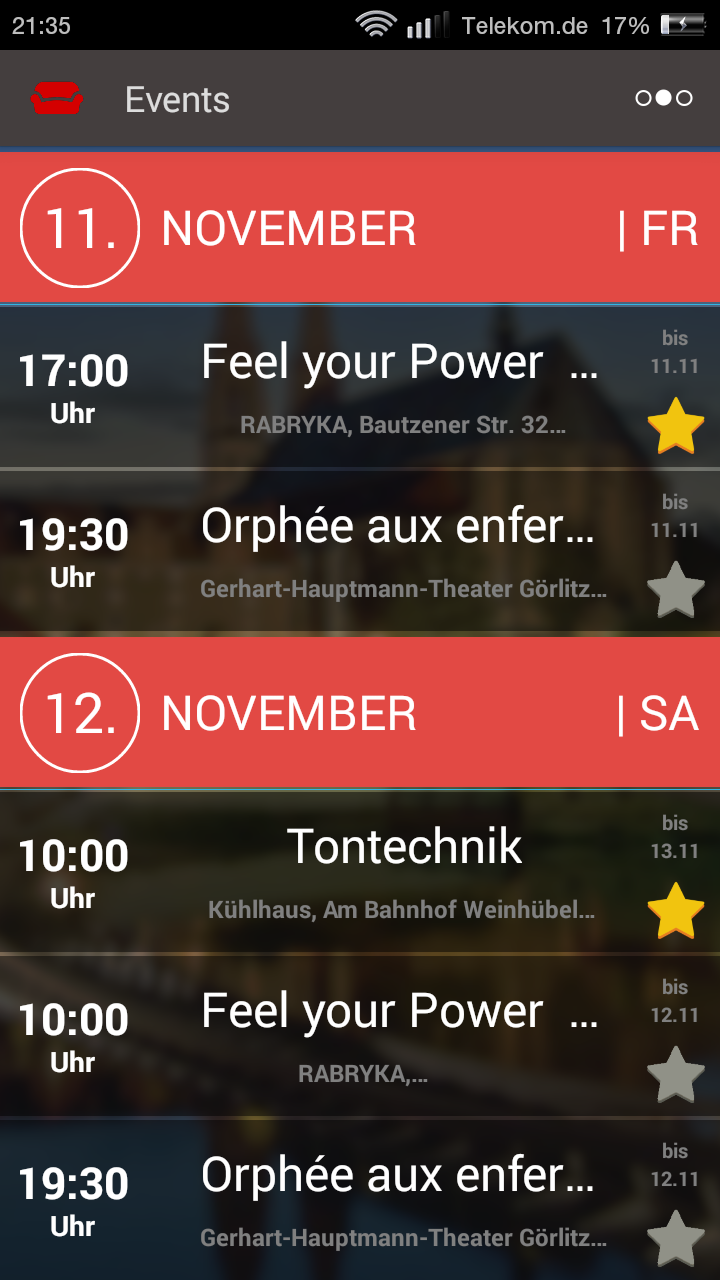 21:35 Telekom.de 17%
Events
11. NOVEMBER | FR
17:00 Uhr
Feel your Power ...
RABRYKA, Bautzener Str. 32...
bis
11.11
19:30 Uhr
Orphée aux enfer...
Gerhart-Hauptmann-Theater Görlitz...
bis
11.11
12. NOVEMBER | SA
10:00 Uhr
Tontechnik
Kühlhaus, Am Bahnhof Weinhübel...
bis
13.11
10:00 Uhr
Feel your Power ...
RABRYKA,...
bis
12.11
19:30 Uhr
Orphée aux enfer...
Gerhart-Hauptmann-Theater Görlitz...
bis
12.11